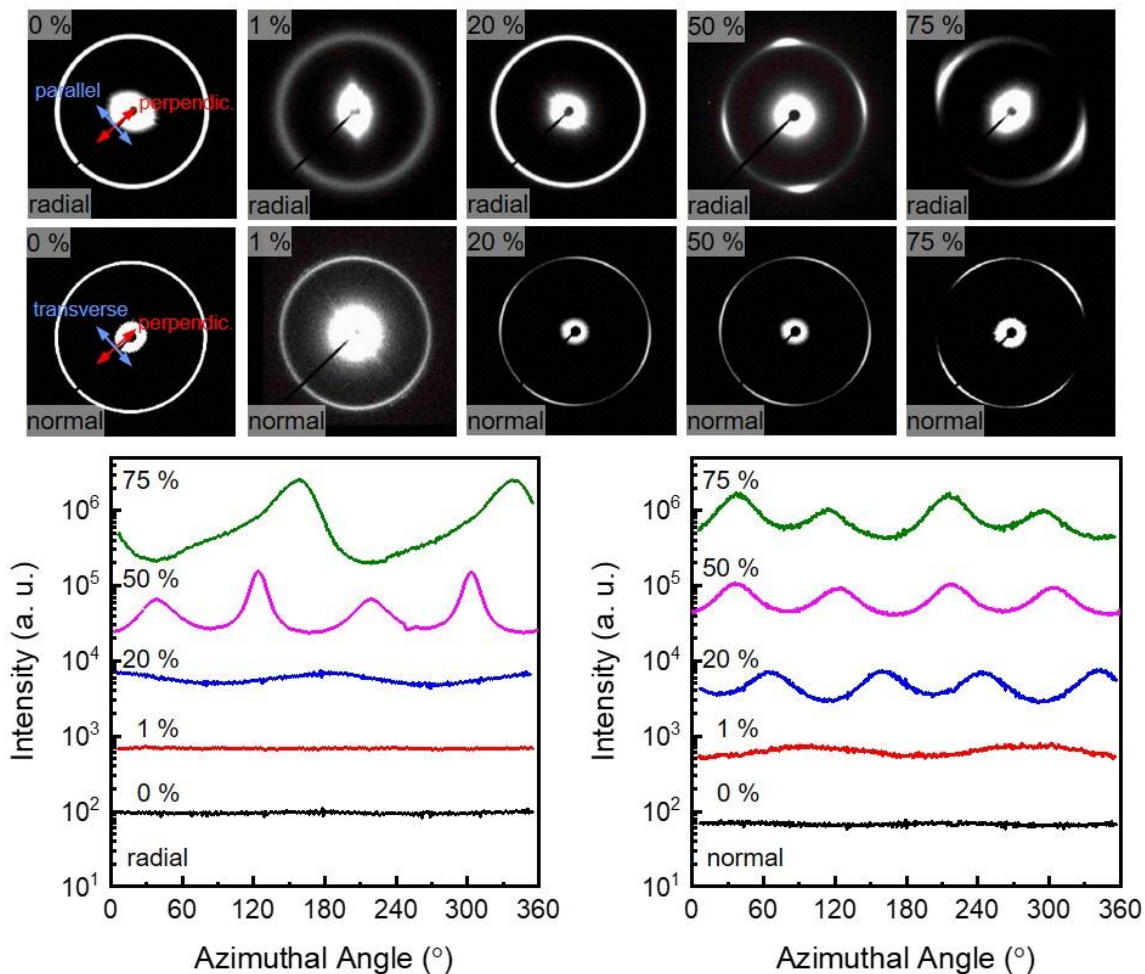 0 %
parallel
perpendic.
radial
1 %
radial
20 %
radial
50 %
radial
75 %
radial
0 %
transverse
perpendic.
normal
1 %
normal
20 %
normal
50 %
normal
75 %
normal
Intensity (a. u.)
10⁶
10⁵
10⁴
10³
10²
10¹
75 %
50 %
20 %
1 %
0 %
radial
0 60 120 180 240 300 360
Azimuthal Angle (°)
Intensity (a. u.)
10⁶
10⁵
10⁴
10³
10²
10¹
75 %
50 %
20 %
1 %
0 %
normal
0 60 120 180 240 300 360
Azimuthal Angle (°)